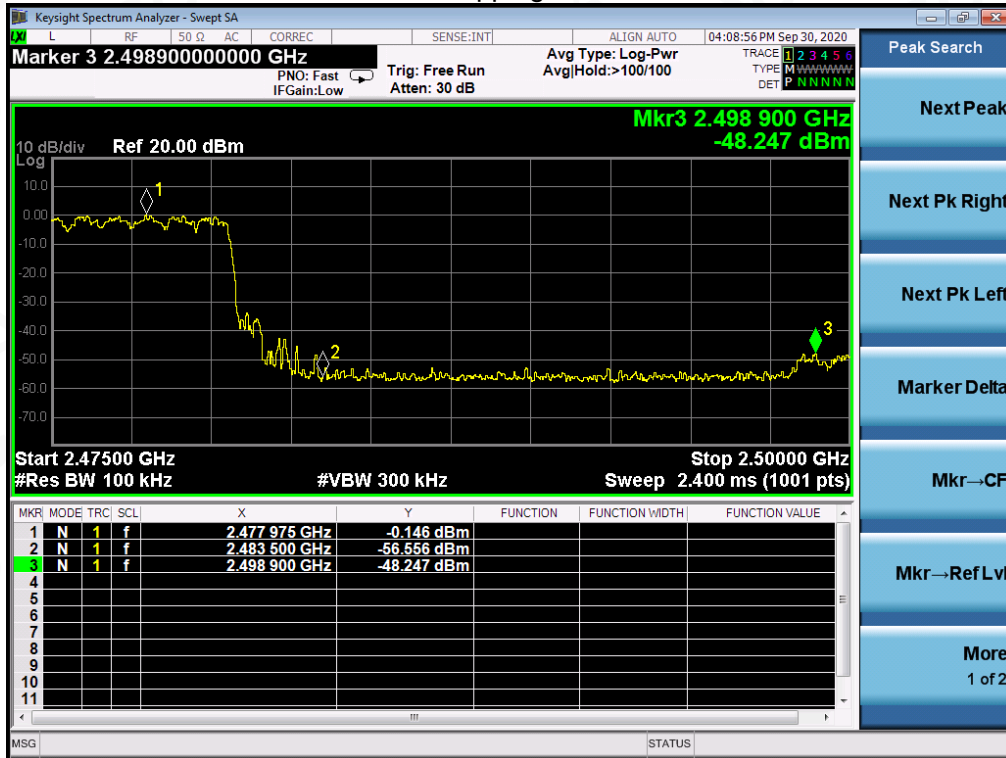 Keysight Spectrum Analyzer - Swept SA
LXI L RF 50 Ω AC CORREC SENSE:INT ALIGN AUTO 04:08:56 PM Sep 30, 2020
Marker 3 2.498900000000 GHz
PNO: Fast
IFGain:Low
Trig: Free Run
Atten: 30 dB
Avg Type: Log-Pwr
Avg|Hold:>100/100
TRACE 1 2 3 4 5 6
TYPE M WWWWW
DET P N N N N N
Mkr3 2.498 900 GHz
-48.247 dBm
10 dB/div Ref 20.00 dBm
Log
10.0
0.00
-10.0
-20.0
-30.0
-40.0
-50.0
-60.0
-70.0
1
2
3
Start 2.47500 GHz Stop 2.50000 GHz
#Res BW 100 kHz #VBW 300 kHz Sweep 2.400 ms (1001 pts)
MKR MODE TRC SCL X Y FUNCTION FUNCTION WIDTH FUNCTION VALUE
1 N 1 f 2.477 975 GHz -0.146 dBm
2 N 1 f 2.483 500 GHz -56.556 dBm
3 N 1 f 2.498 900 GHz -48.247 dBm
4
5
6
7
8
9
10
11
MSG STATUS
Peak Search
Next Peak
Next Pk Right
Next Pk Left
Marker Delta
Mkr→CF
Mkr→Ref Lvl
More
1 of 2